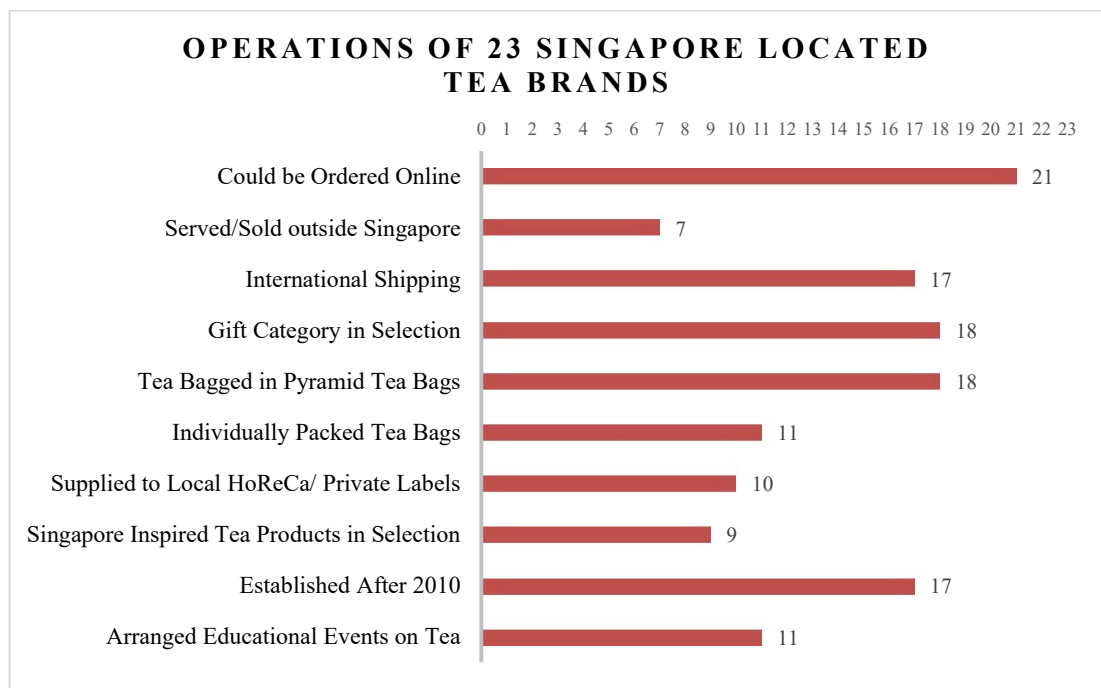 OPERATIONS OF 23 SINGAPORE LOCATED
TEA BRANDS
0 1 2 3 4 5 6 7 8 9 10 11 12 13 14 15 16 17 18 19 20 21 22 23
Could be Ordered Online 21
Served/Sold outside Singapore 7
International Shipping 17
Gift Category in Selection 18
Tea Bagged in Pyramid Tea Bags 18
Individually Packed Tea Bags 11
Supplied to Local HoReCa/ Private Labels 10
Singapore Inspired Tea Products in Selection 9
Established After 2010 17
Arranged Educational Events on Tea 11